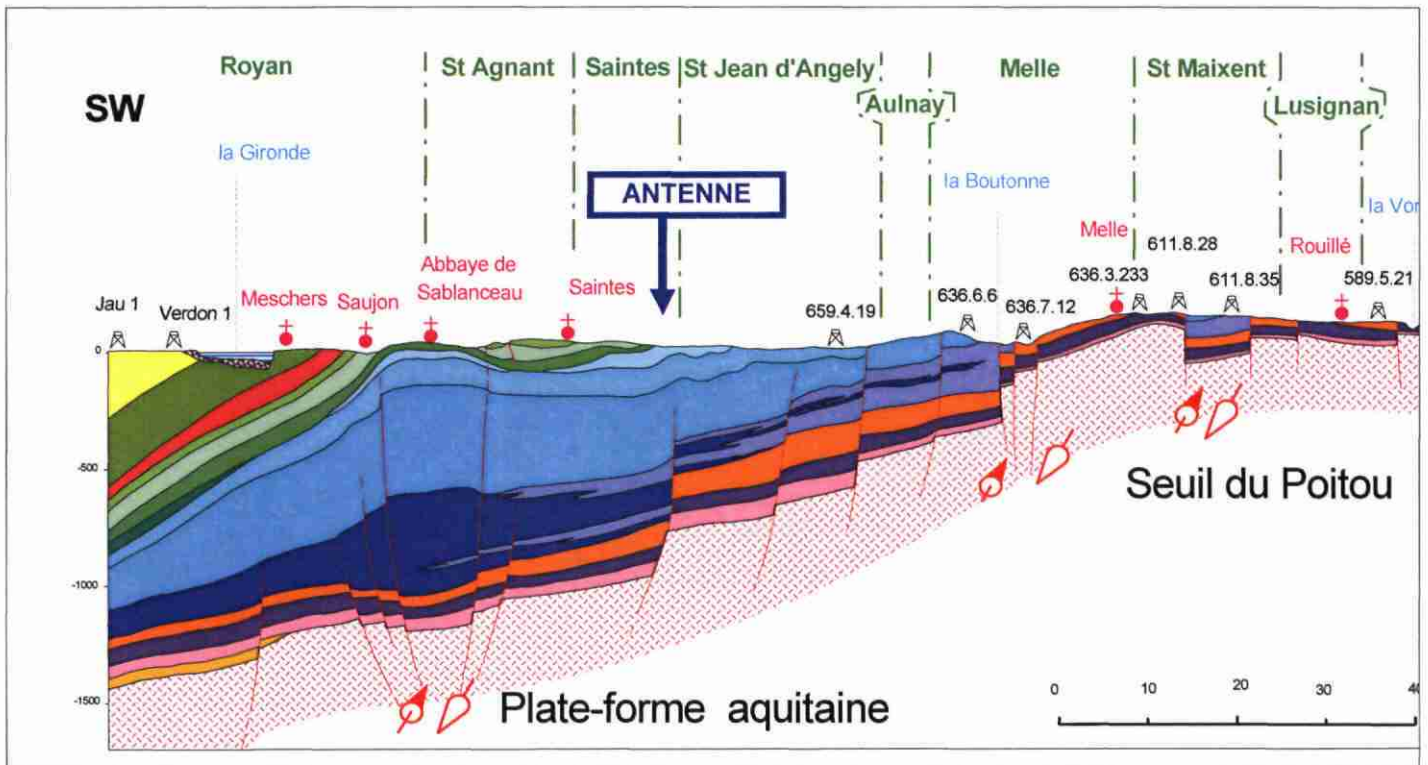 Royan
St Agnant
Saintes
St Jean d'Angely
Aulnay
Melle
St Maixent
Lusignan
SW
la Gironde
ANTENNE
la Boutonne
la Vor
Jau 1
Verdon 1
Meschers
Saujon
Abbaye de
Sablanceau
Saintes
659.4.19
636.6.6
636.7.12
Melle
636.3.233
611.8.28
611.8.35
Rouillé
589.5.21
0
-500
-1000
-1500
Seuil du Poitou
Plate-forme aquitaine
0 10 20 30 40